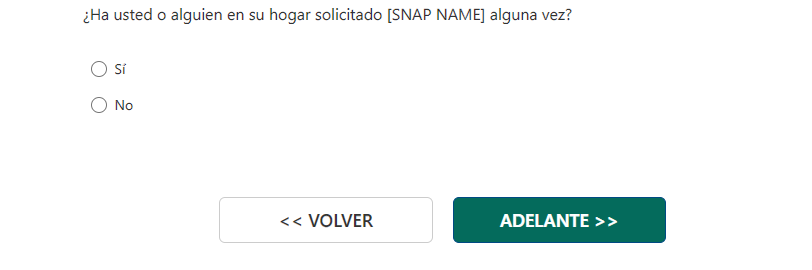 ¿Ha usted o alguien en su hogar solicitado [SNAP NAME] alguna vez?
Sí
No
<< VOLVER
ADELANTE >>